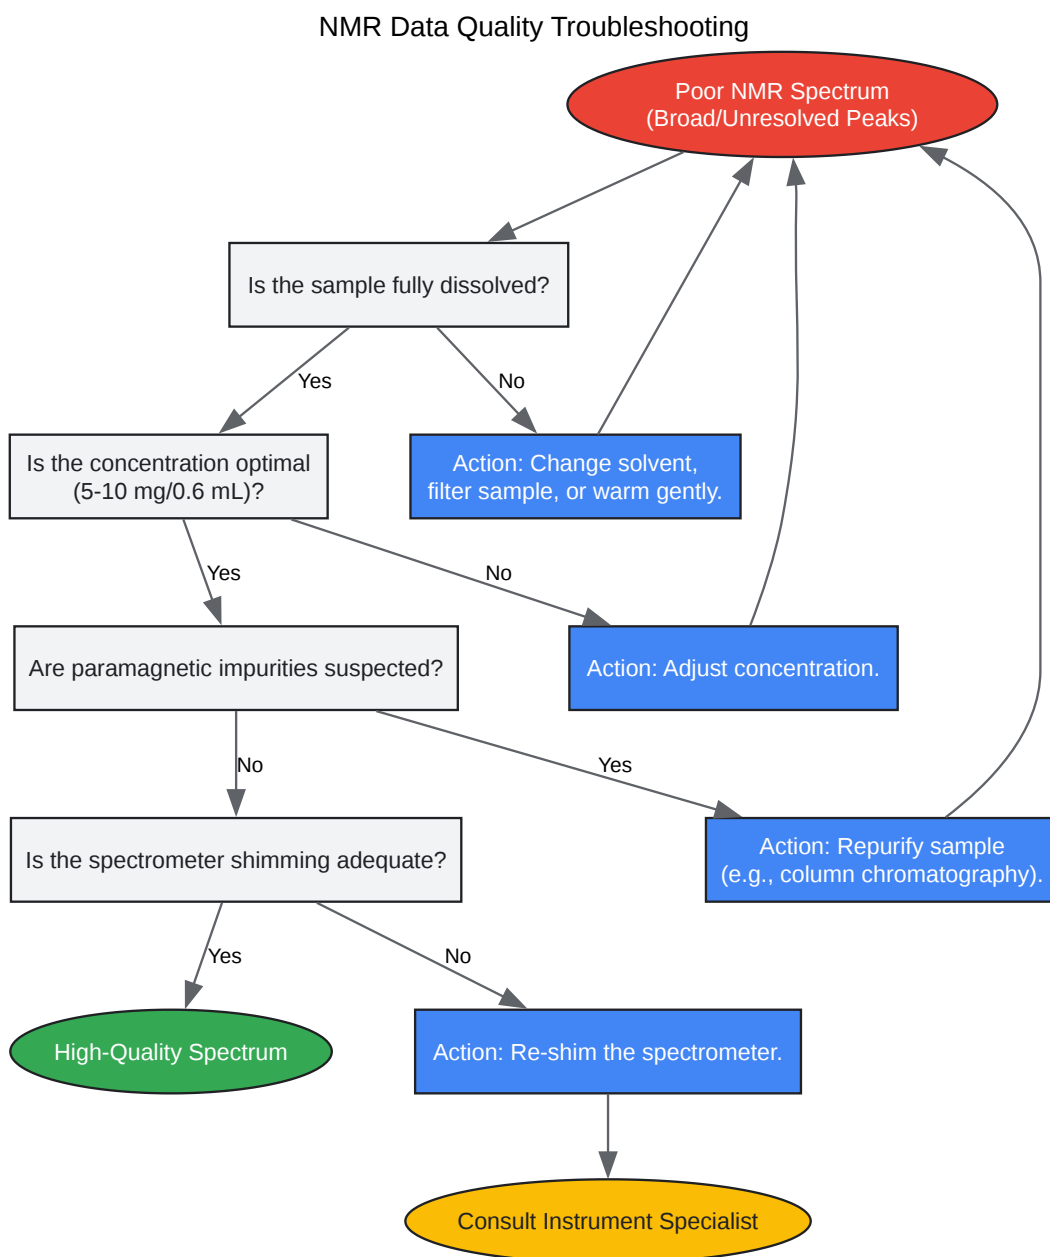 NMR Data Quality Troubleshooting
Poor NMR Spectrum
(Broad/Unresolved Peaks)
Is the sample fully dissolved?
Yes
No
Is the concentration optimal
(5-10 mg/0.6 mL)?
Action: Change solvent,
filter sample, or warm gently.
Yes
No
Are paramagnetic impurities suspected?
Action: Adjust concentration.
No
Yes
Is the spectrometer shimming adequate?
Action: Repurify sample
(e.g., column chromatography).
Yes
No
High-Quality Spectrum
Action: Re-shim the spectrometer.
Consult Instrument Specialist